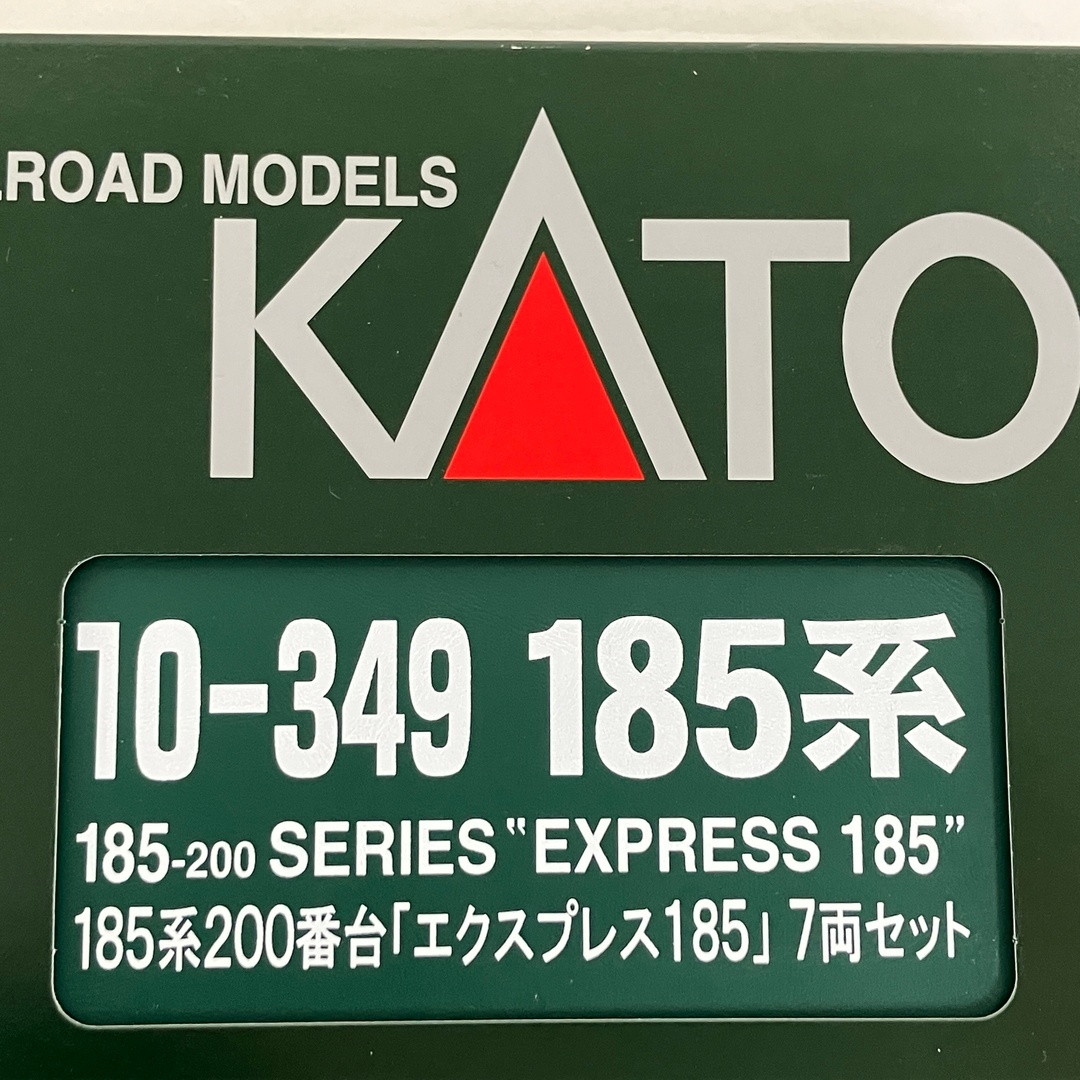 LROAD MODELS
KATO
10-349 185系
185-200 SERIES "EXPRESS 185"
185系200番台「エクスプレス185」 7両セット